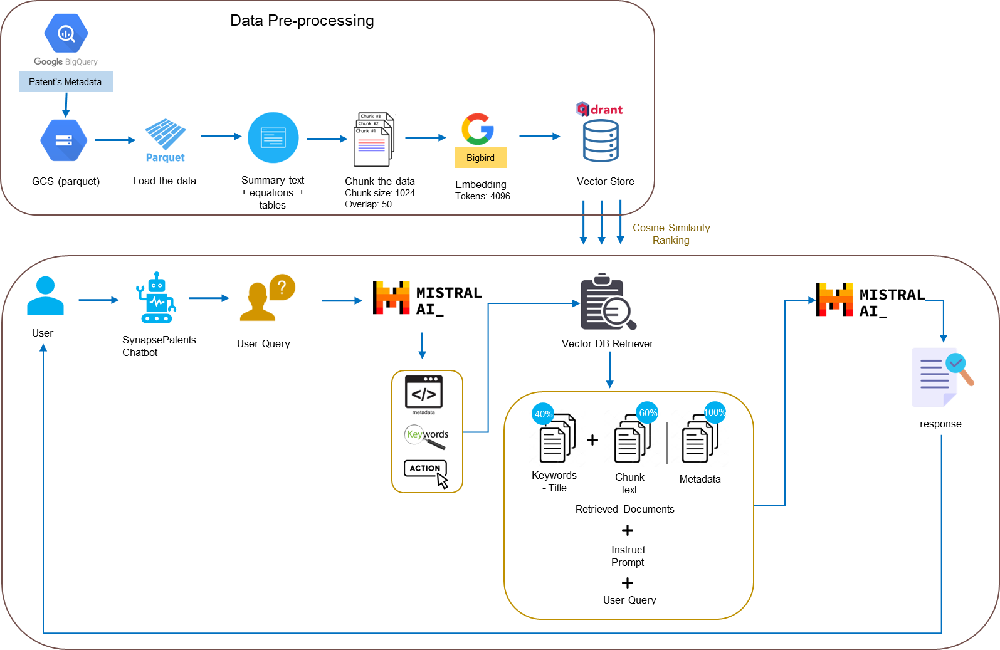 Data Pre-processing
Google BigQuery
Patent's Metadata
GCS (parquet)
Parquet
Load the data
Summary text
+ equations +
tables
Chunk #3
Chunk #2
Chunk #1
Chunk the data
Chunk size: 1024
Overlap: 50
Bigbird
Embedding
Tokens: 4096
qdrant
Vector Store
Cosine Similarity
Ranking
User
SynapsePatents
Chatbot
?
User Query
MISTRAL
AI_
</>
metadata
Keywords
ACTION
Vector DB Retriever
40%
60%
100%
Keywords
- Title
+
Chunk
text
Metadata
Retrieved Documents
+
Instruct
Prompt
+
User Query
MISTRAL
AI_
response